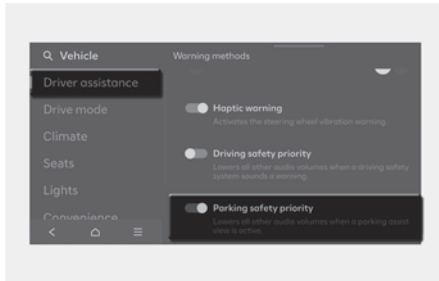 Vehicle
Warning methods
Driver assistance
Drive mode
Haptic warning
Activates the steering wheel vibration warning.
Climate
Driving safety priority
Lowers all other audio volumes when a driving safety
system sounds a warning.
Seats
Lights
Parking safety priority
Lowers all other audio volumes when a parking assist
view is active.
Convenience